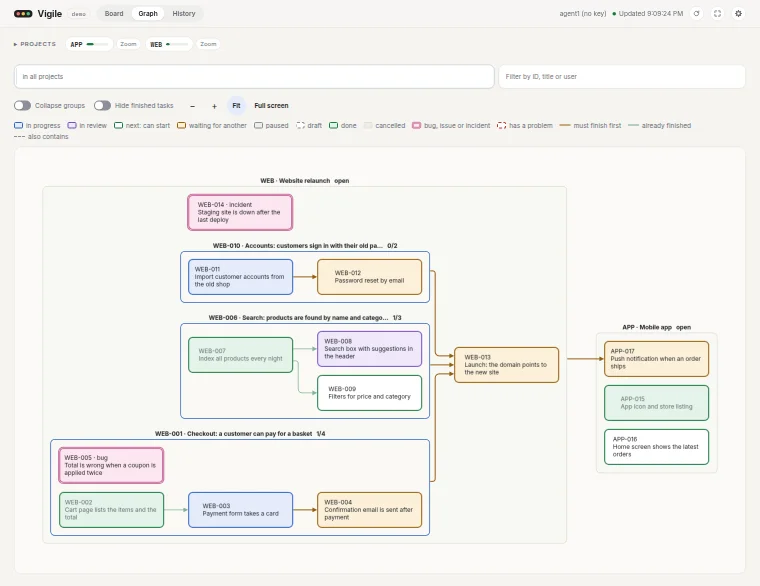 Vigile demo Board Graph History agent1 (no key) Updated 9:09:24 PM
PROJECTS APP Zoom WEB Zoom
in all projects Filter by ID, title or user
Collapse groups Hide finished tasks − + Fit Full screen
in progress in review next: can start waiting for another paused draft done cancelled bug, issue or incident has a problem must finish first already finished
also contains
WEB · Website relaunch open
WEB-014 · incident
Staging site is down after the
last deploy
WEB-010 · Accounts: customers sign in with their old pa... 0/2
WEB-011
Import customer accounts from
the old shop
WEB-012
Password reset by email
WEB-006 · Search: products are found by name and catego... 1/3
WEB-007
Index all products every night
WEB-008
Search box with suggestions in
the header
WEB-009
Filters for price and category
WEB-013
Launch: the domain points to
the new site
WEB-001 · Checkout: a customer can pay for a basket 1/4
WEB-005 · bug
Total is wrong when a coupon is
applied twice
WEB-002
Cart page lists the items and the
total
WEB-003
Payment form takes a card
WEB-004
Confirmation email is sent after
payment
APP · Mobile app open
APP-017
Push notification when an order
ships
APP-015
App icon and store listing
APP-016
Home screen shows the latest
orders